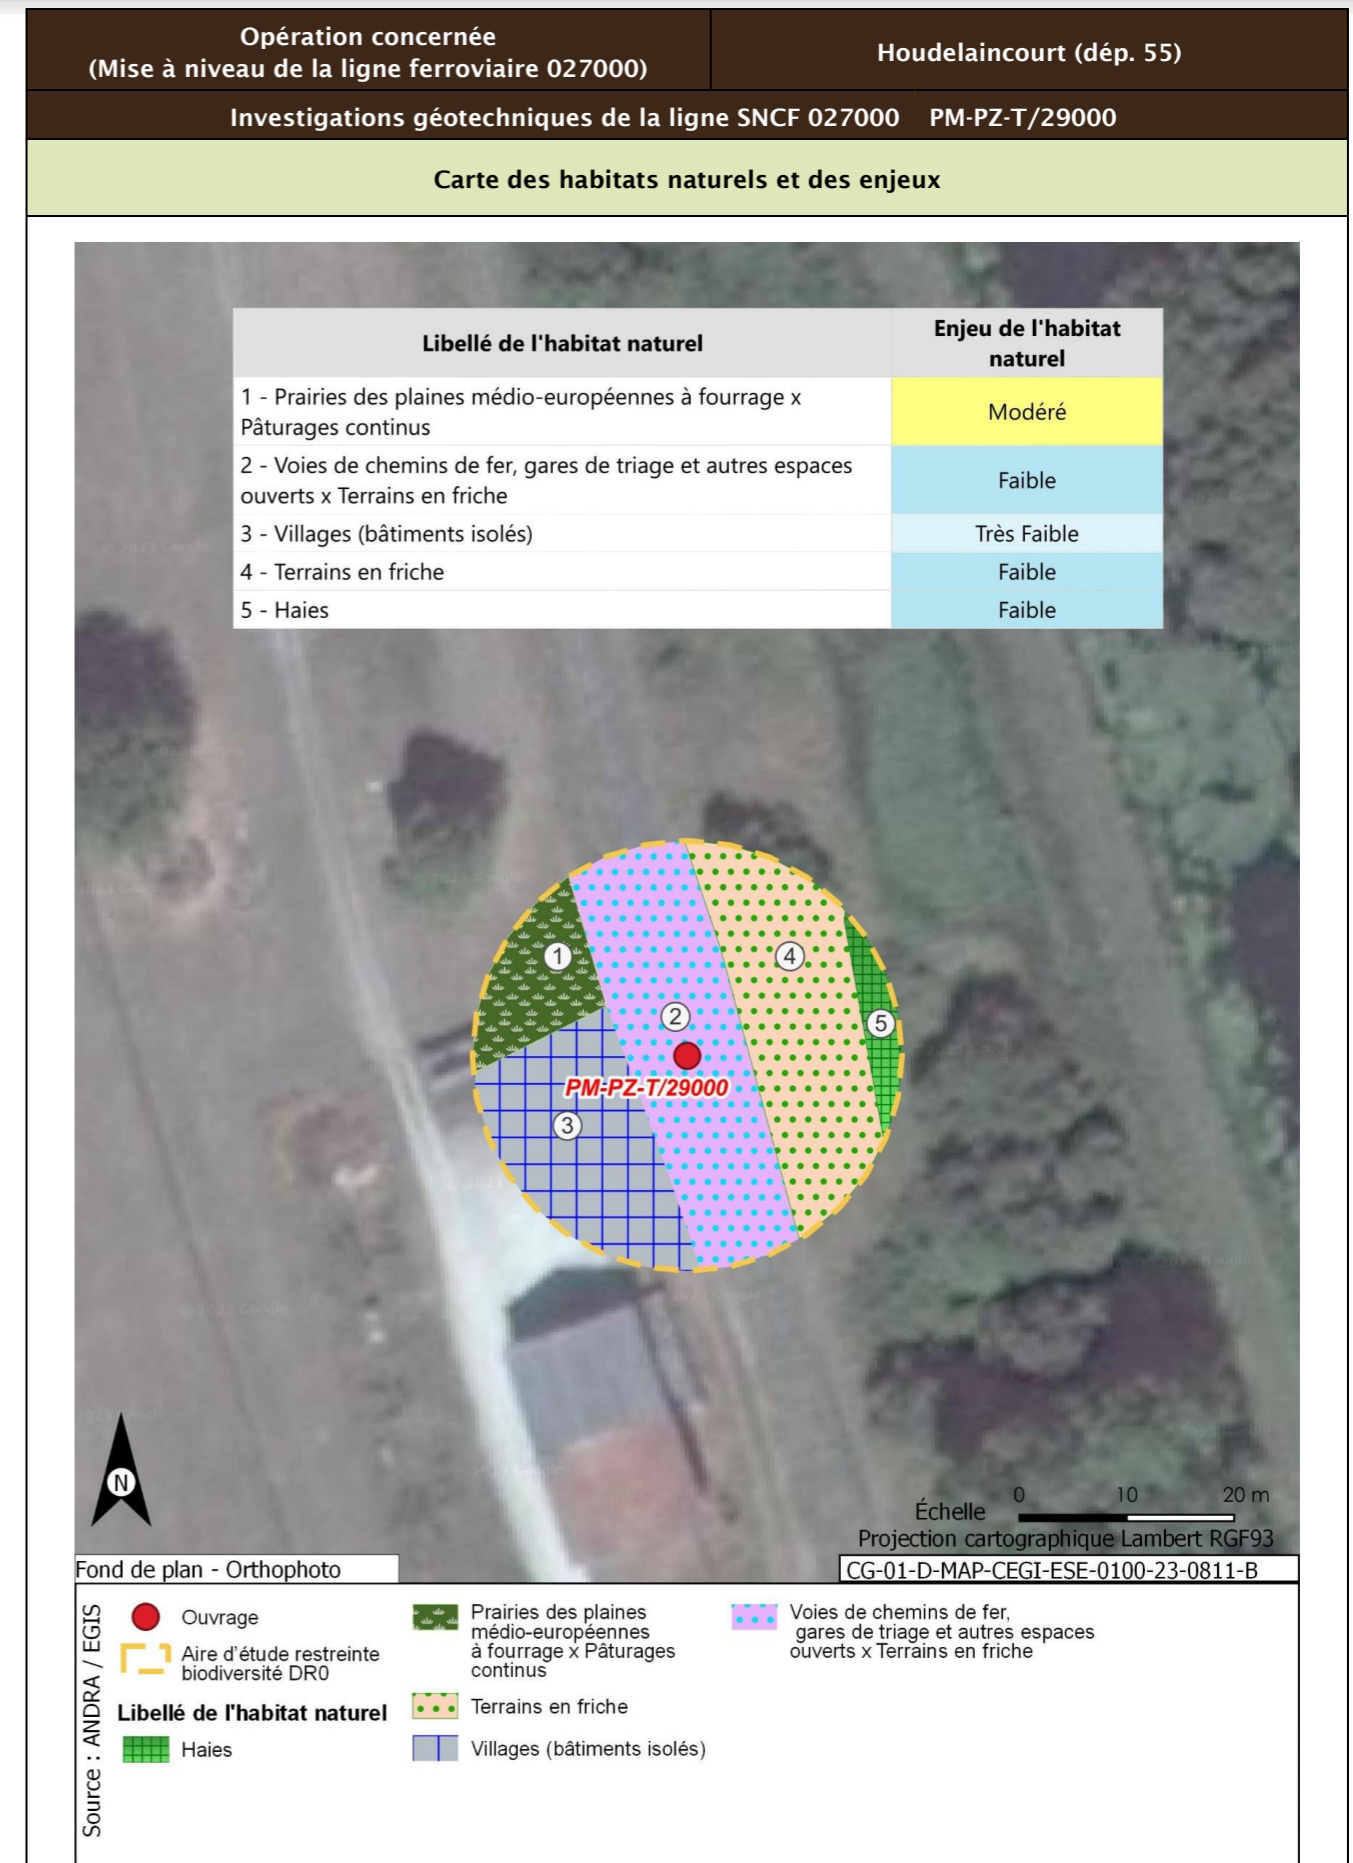 Opération concernée
(Mise à niveau de la ligne ferroviaire 027000)
Houdelaincourt (dép. 55)
Investigations géotechniques de la ligne SNCF 027000 PM-PZ-T/29000
Carte des habitats naturels et des enjeux
Libellé de l'habitat naturel
Enjeu de l'habitat
naturel
1 - Prairies des plaines médio-européennes à fourrage x
Pâturages continus
Modéré
2 - Voies de chemins de fer, gares de triage et autres espaces
ouverts x Terrains en friche
Faible
3 - Villages (bâtiments isolés)
Très Faible
4 - Terrains en friche
Faible
5 - Haies
Faible
© 2023 Google
1
4
2
5
PM-PZ-T/29000
3
© 2023 Google
N
0 10 20 m
Échelle
Projection cartographique Lambert RGF93
Fond de plan - Orthophoto
CG-01-D-MAP-CEGI-ESE-0100-23-0811-B
Source : ANDRA / EGIS
Ouvrage
Aire d'étude restreinte
biodiversité DR0
Libellé de l'habitat naturel
Haies
Prairies des plaines
médio-européennes
à fourrage x Pâturages
continus
Terrains en friche
Villages (bâtiments isolés)
Voies de chemins de fer,
gares de triage et autres espaces
ouverts x Terrains en friche